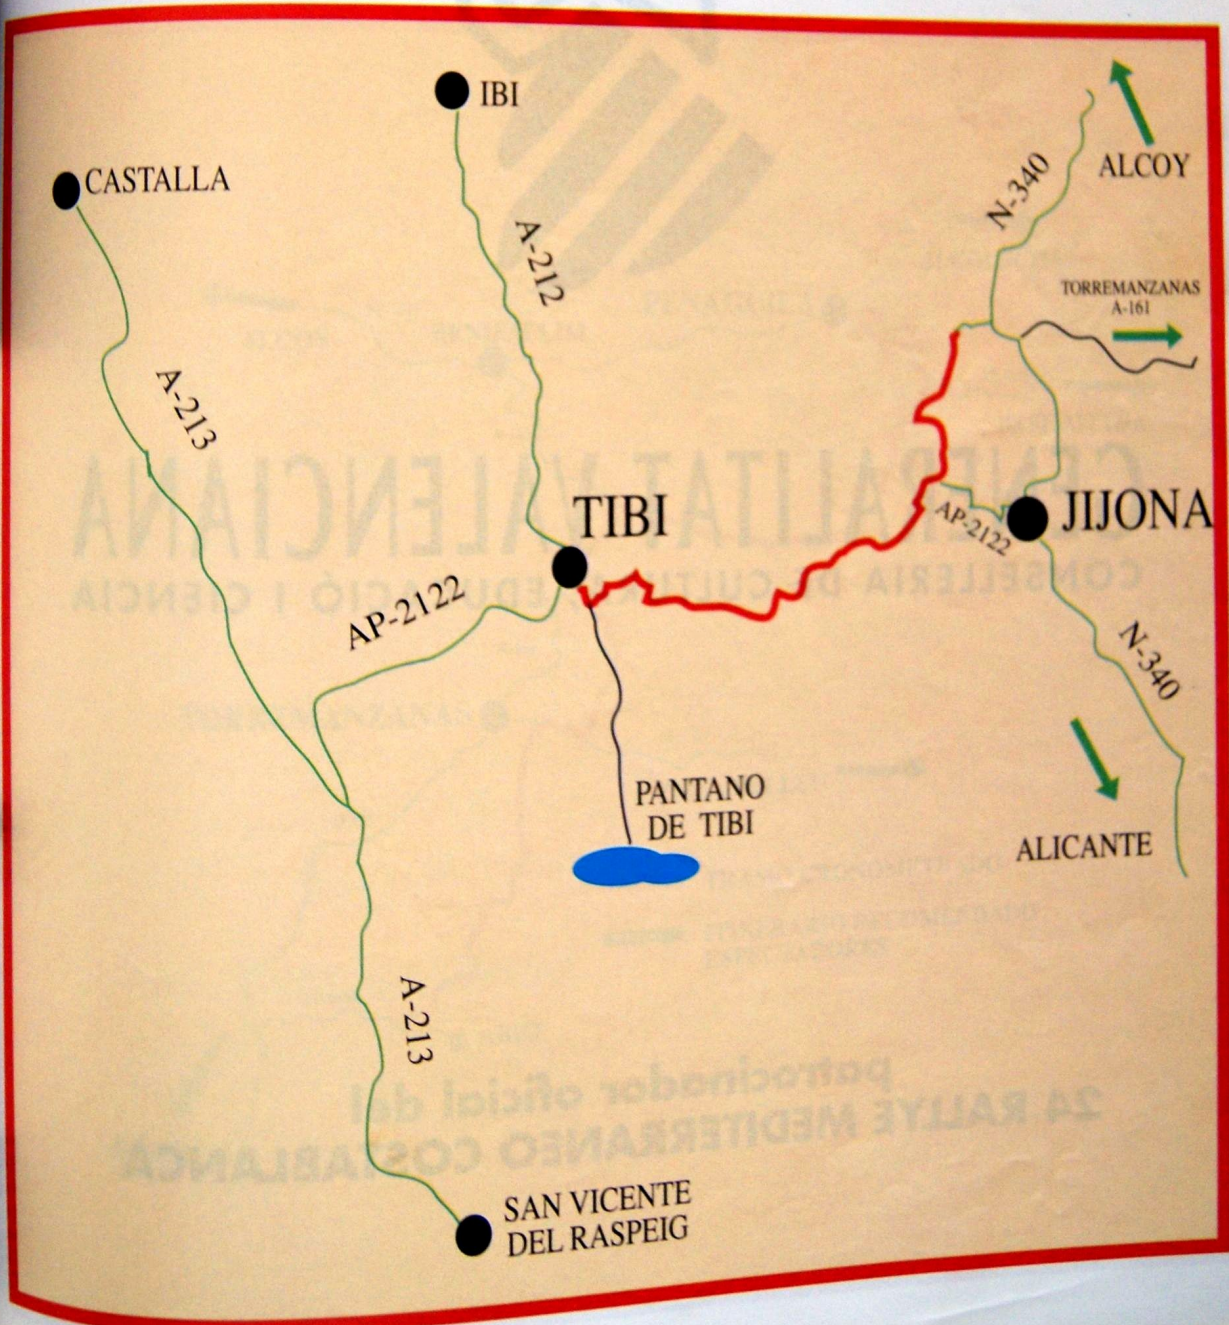 IBI
CASTALLA
ALCOY
N-340
A-212
TORREMANZANAS
A-161
A-213
TIBI
JIJONA
AP-2122
AP-2122
N-340
PANTANO
DE TIBI
ALICANTE
A-213
SAN VICENTE
DEL RASPEIG
GENERALITAT VALENCIANA
CONSELLERIA DE CULTURA, EDUCACIÓ I CIÈNCIA
patrocinador oficial del
24 RALLYE MEDITERRANEO COSTABLANCA